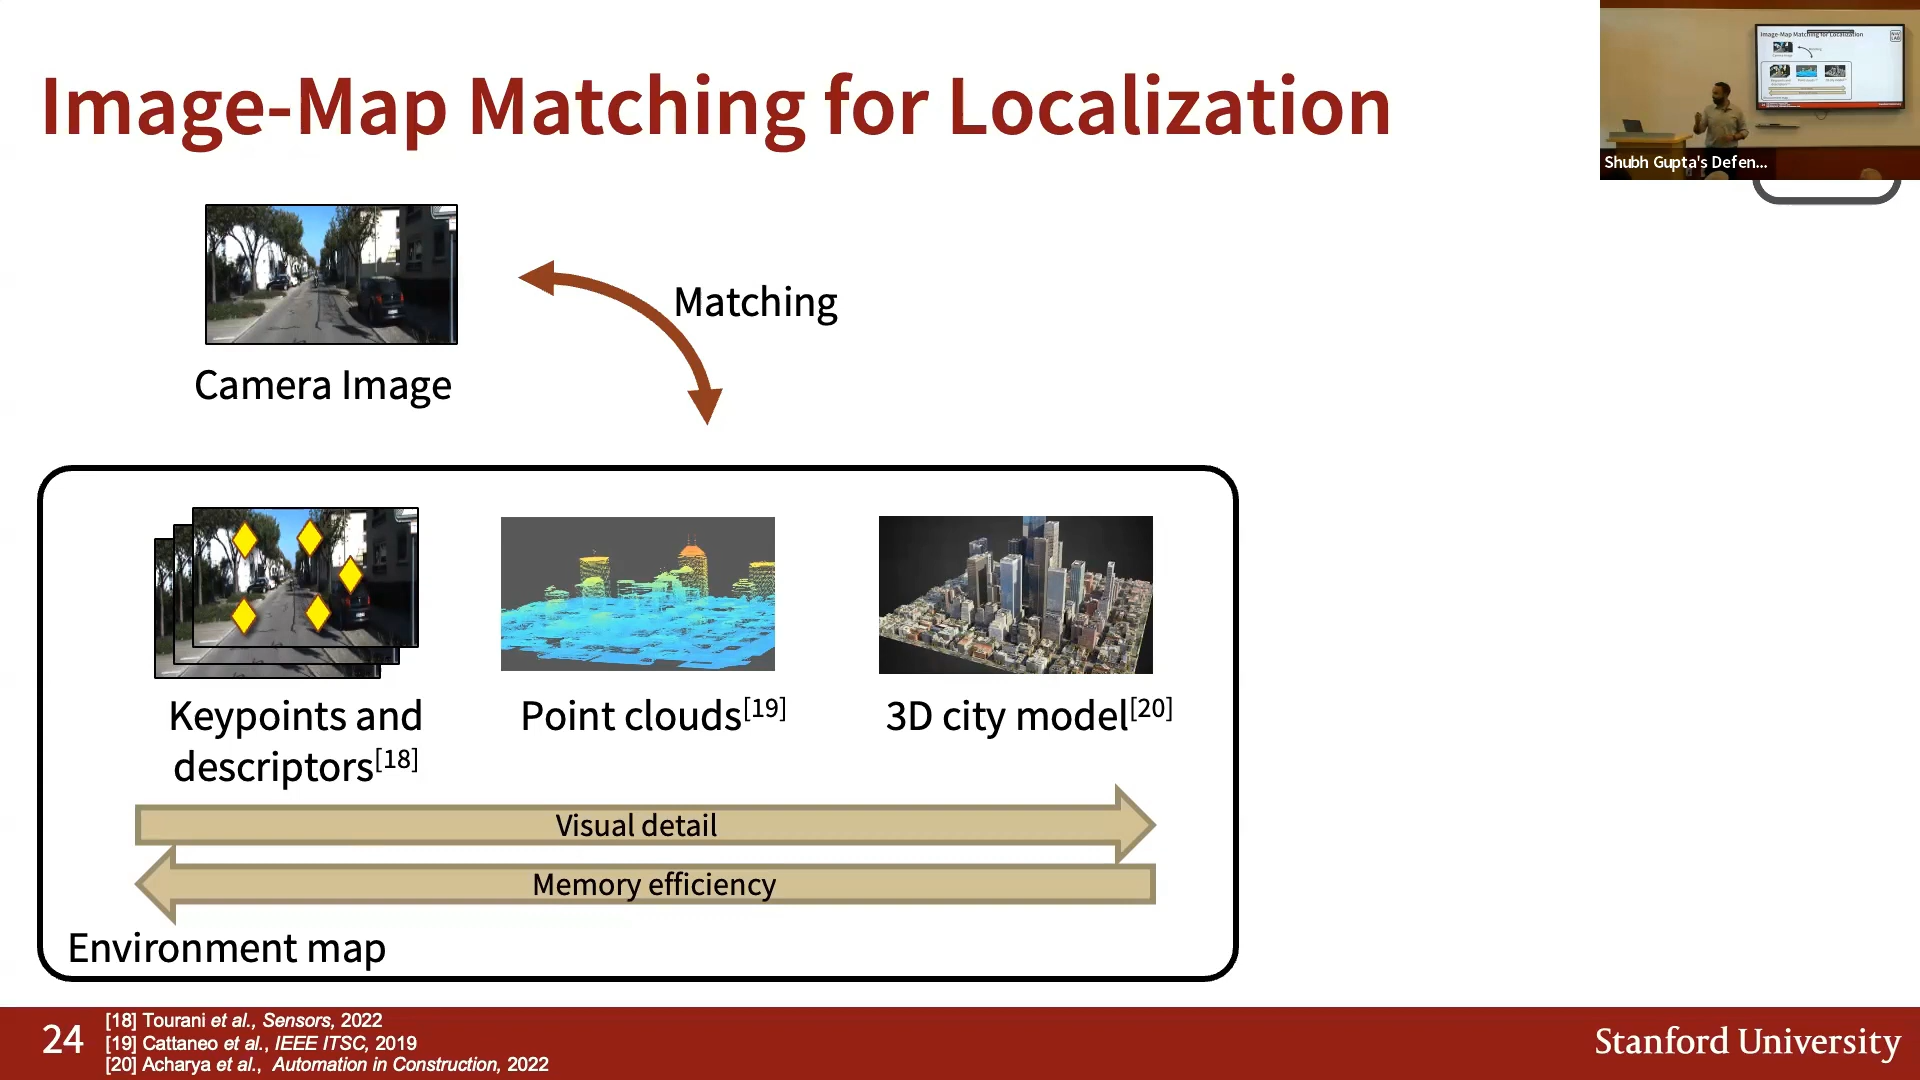 Image-Map Matching for Localization
Shubh Gupta's Defen...
Camera Image
Matching
Keypoints and
descriptors[18]
Point clouds[19]
3D city model[20]
Visual detail
Memory efficiency
Environment map
24
[18] Tourani et al., Sensors, 2022
[19] Cattaneo et al., IEEE ITSC, 2019
[20] Acharya et al., Automation in Construction, 2022
Stanford University